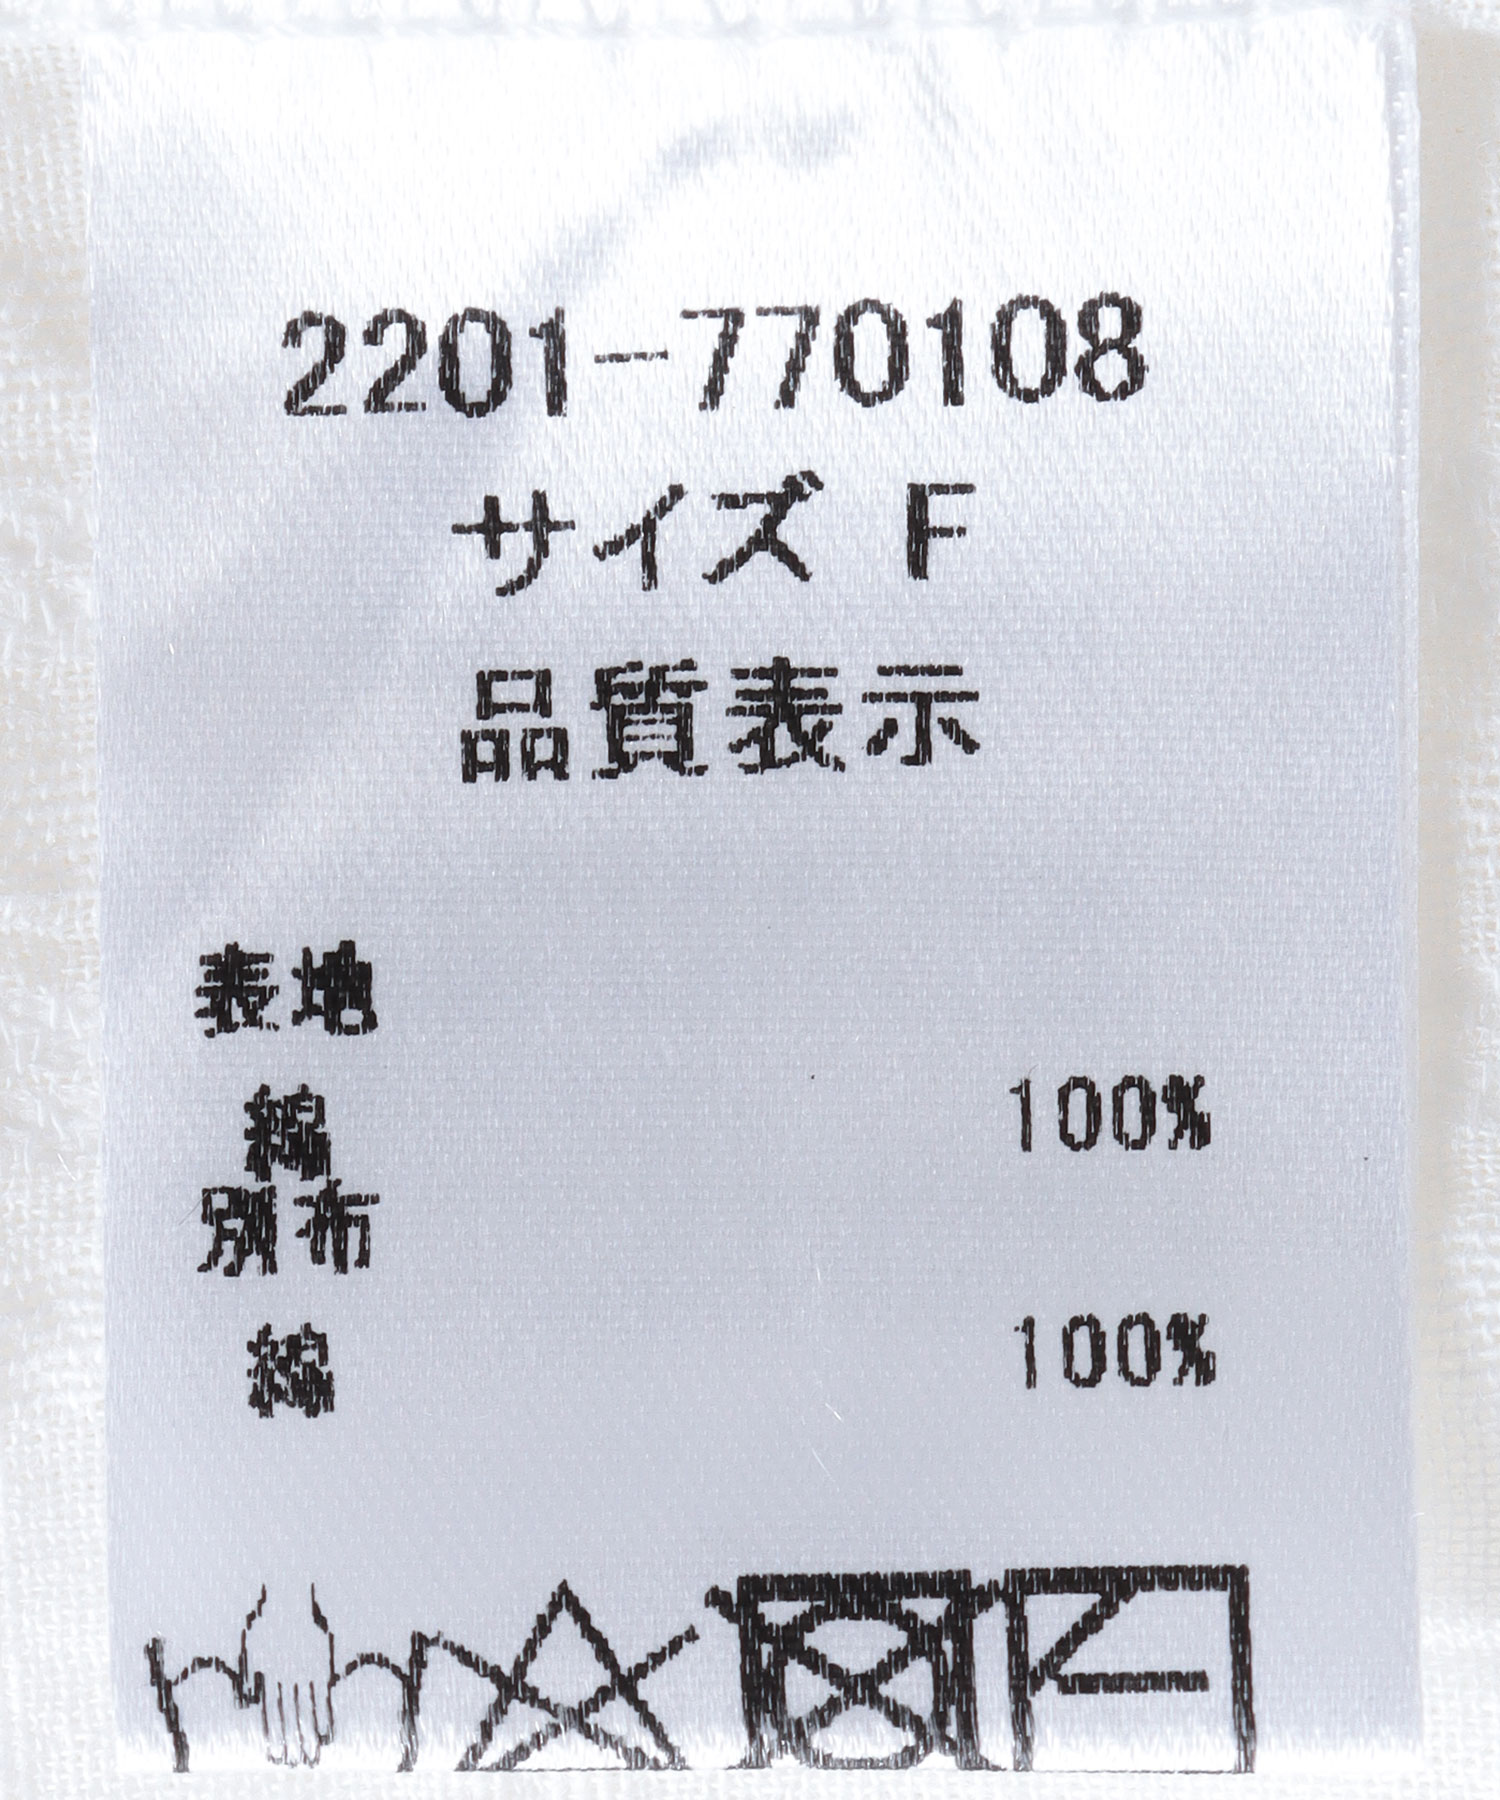 2201-770108
サイズ F
品質表示
表地
綿 100%
別布
綿 100%